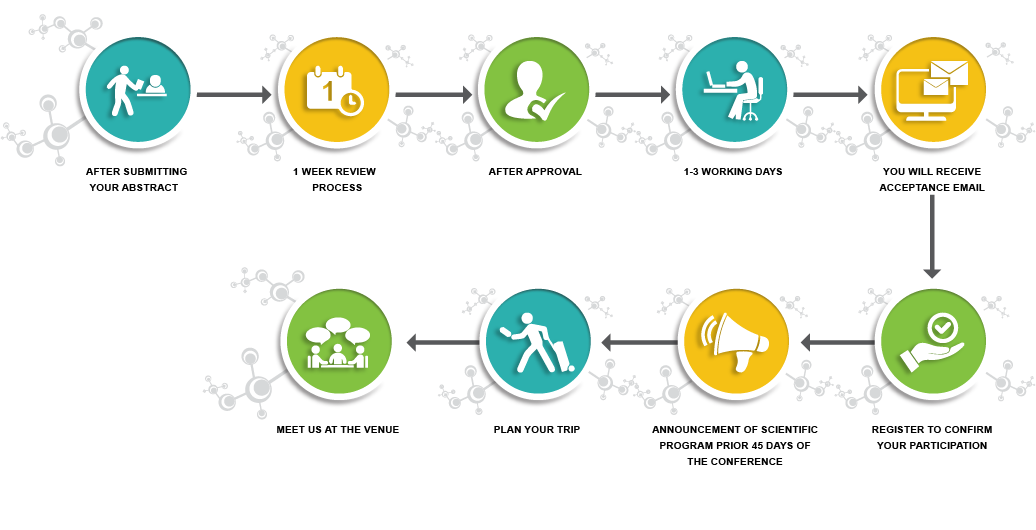 1
AFTER SUBMITTING
YOUR ABSTRACT
1 WEEK REVIEW
PROCESS
AFTER APPROVAL
1-3 WORKING DAYS
YOU WILL RECEIVE
ACCEPTANCE EMAIL
REGISTER TO CONFIRM
YOUR PARTICIPATION
ANNOUNCEMENT OF SCIENTIFIC
PROGRAM PRIOR 45 DAYS OF
THE CONFERENCE
PLAN YOUR TRIP
MEET US AT THE VENUE